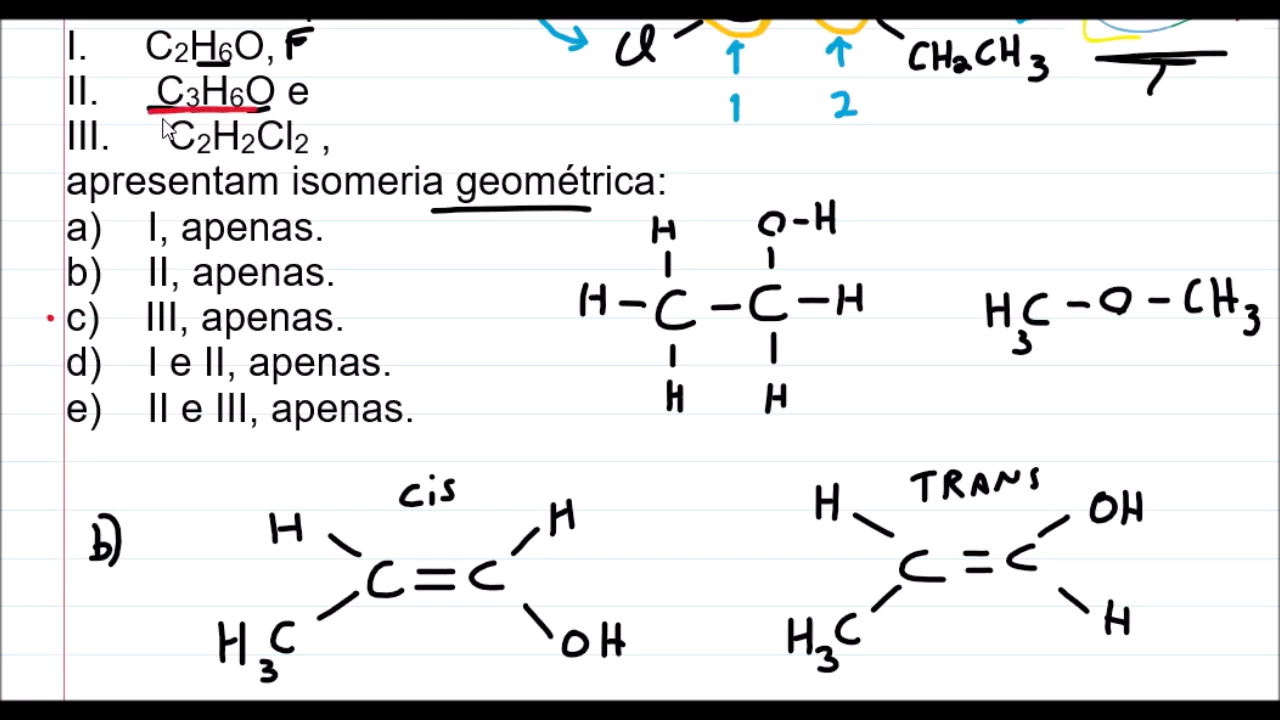 I. C2H6O, F
II. C3H6O e
III. C2H2Cl2 ,
apresentam isomeria geométrica:
a) I, apenas.
b) II, apenas.
c) III, apenas.
d) I e II, apenas.
e) II e III, apenas.
Cl CH2CH3
1 2
H O-H
H-C-C-H
H H
H3C-O-CH3
b) cis
H H
C=C
H3C OH
TRANS
H OH
C=C
H3C H